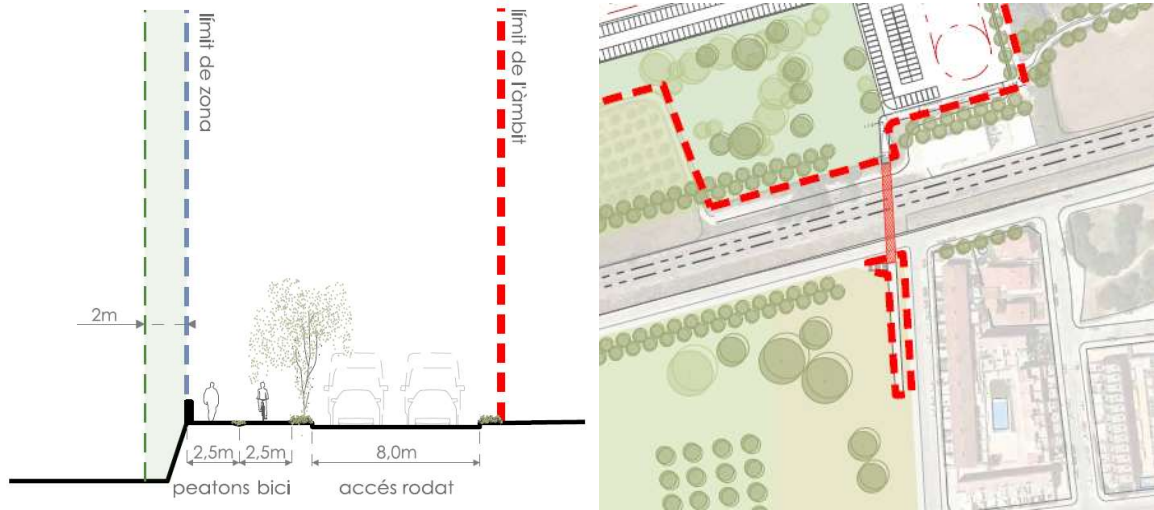 límit de zona
límit de l'àmbit
2m
2,5m 2,5m 8,0m
peatons bici accés rodat